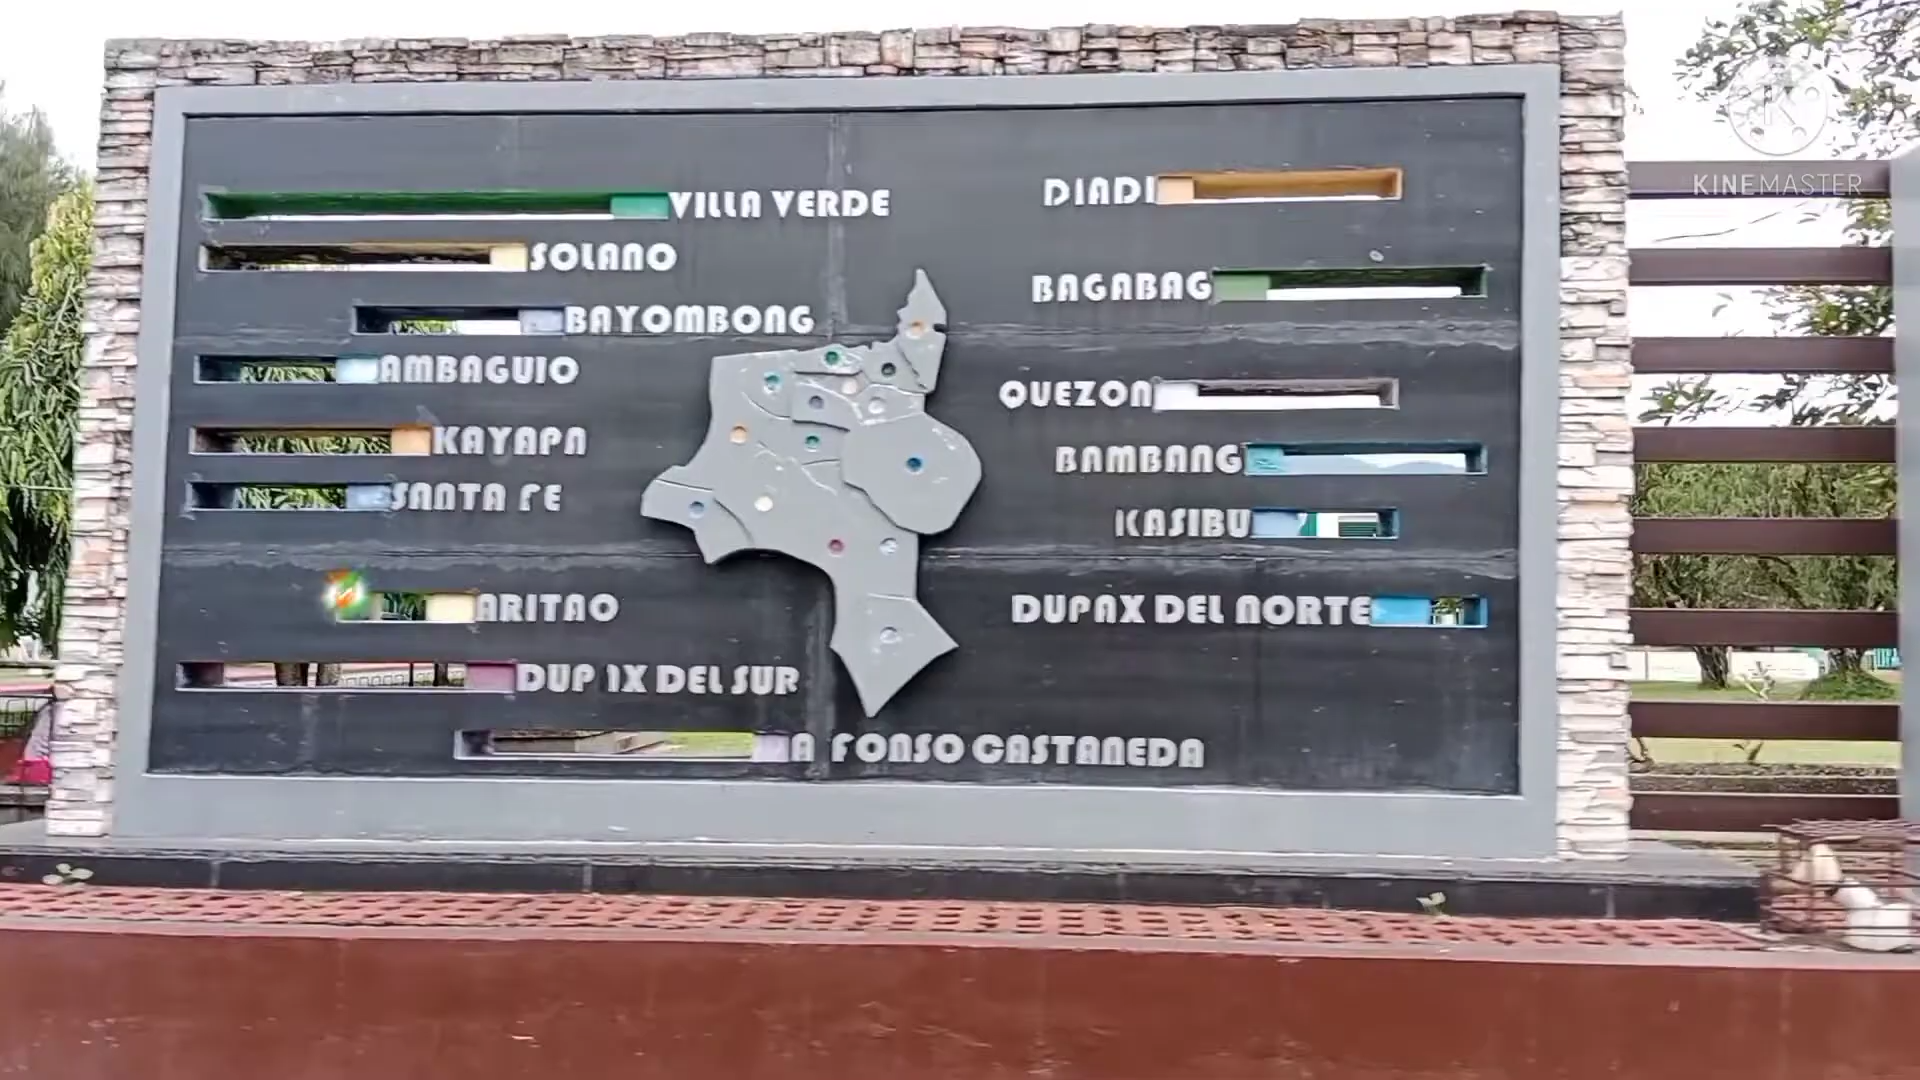 VILLA VERDE
SOLANO
BAYOMBONG
AMBAGUIO
KAYAPA
SANTA FE
ARITAO
DUP IX DEL SUR
A FONSO CASTANEDA
DIADI
BAGABAG
QUEZON
BAMBANG
KASIBU
DUPAX DEL NORTE
K
KINEMASTER